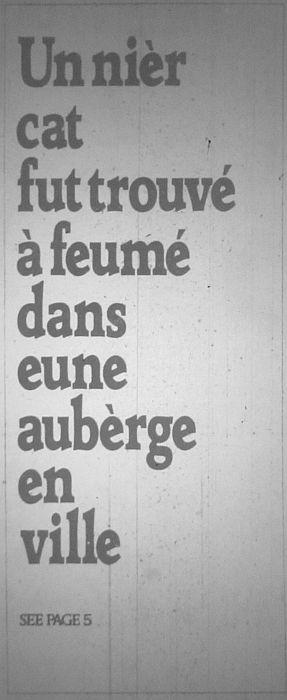 Un nièr
cat
fut trouvé
à feumé
dans
eune
aubèrge
en
ville
SEE PAGE 5